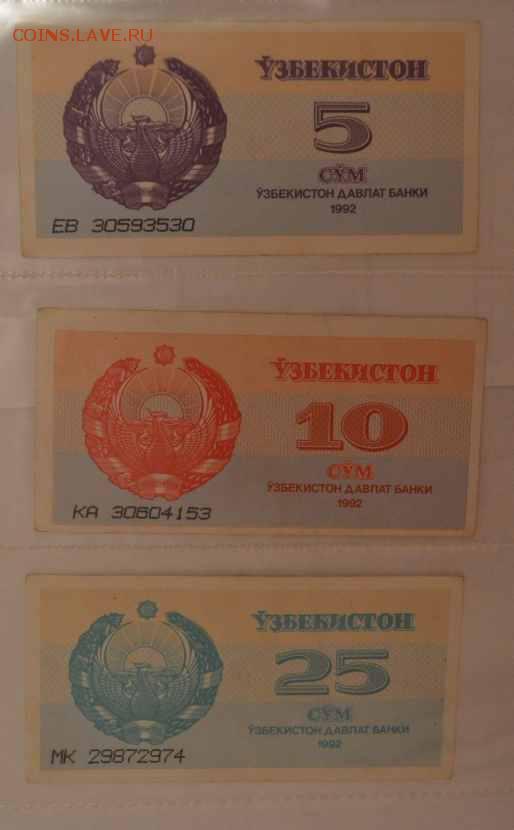 COINS.LAVE.РУ
ЎЗБЕКИСТОН
5
СЎМ
ЎЗБЕКИСТОН ДАВЛАТ БАНКИ
1992
ЕВ 30593530
ЎЗБЕКИСТОН
10
СЎМ
ЎЗБЕКИСТОН ДАВЛАТ БАНКИ
1992
КА 30604153
ЎЗБЕКИСТОН
25
СЎМ
ЎЗБЕКИСТОН ДАВЛАТ БАНКИ
1992
МК 29872974